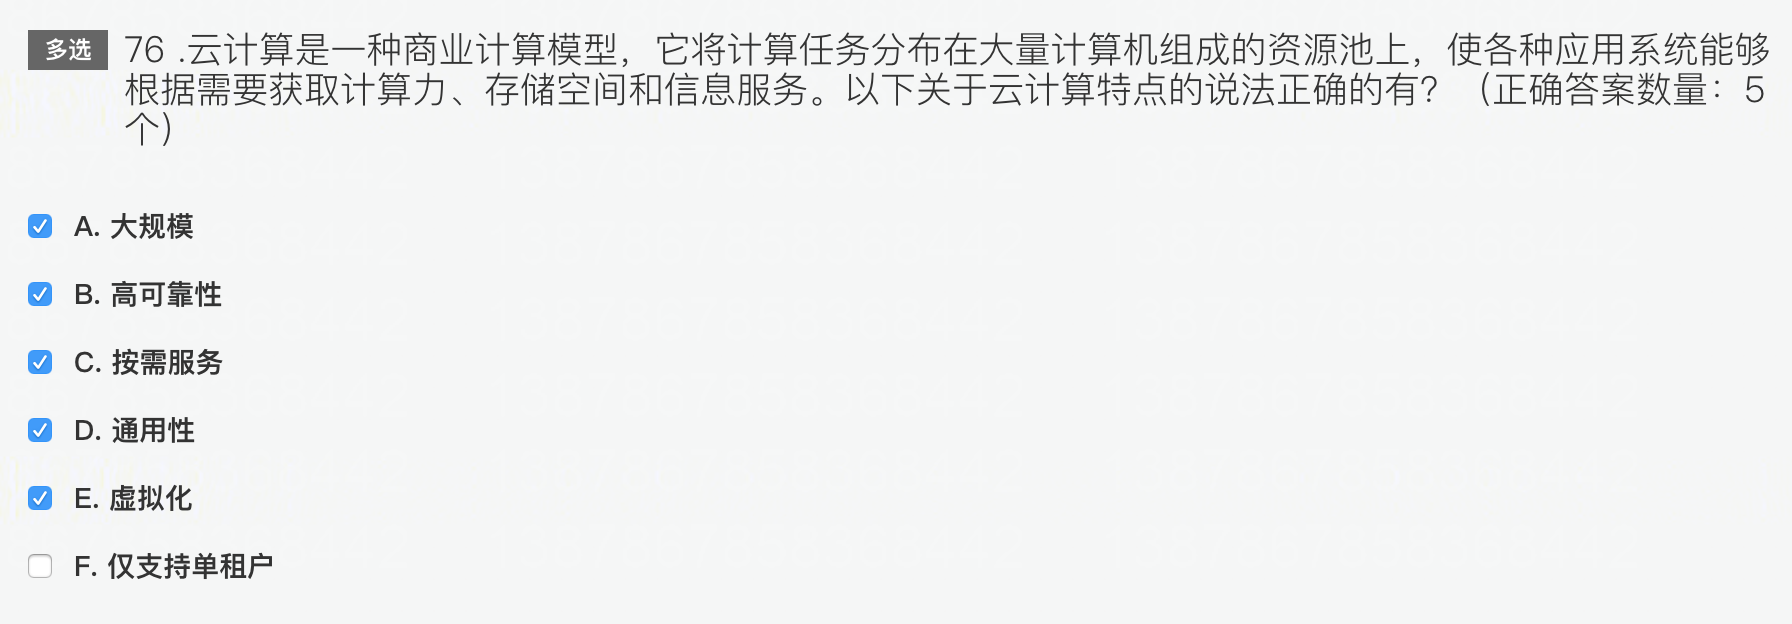 多选 76 .云计算是一种商业计算模型，它将计算任务分布在大量计算机组成的资源池上，使各种应用系统能够
根据需要获取计算力、存储空间和信息服务。以下关于云计算特点的说法正确的有？（正确答案数量：5
个）
A. 大规模
B. 高可靠性
C. 按需服务
D. 通用性
E. 虚拟化
F. 仅支持单租户